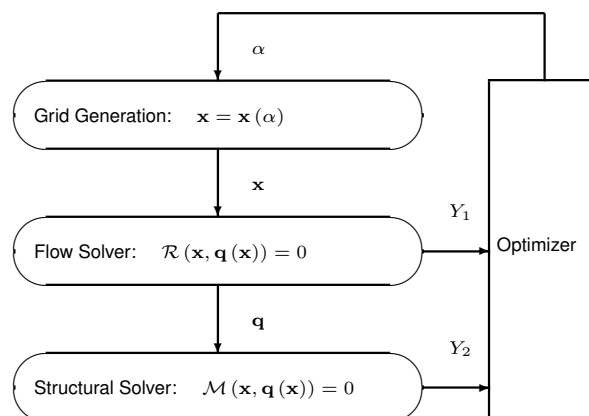 α
Grid Generation: 𝐱 = 𝐱 (α)
𝐱
Y₁
Flow Solver: ℛ (𝐱, 𝐪 (𝐱)) = 0
Optimizer
𝐪
Y₂
Structural Solver: ℳ (𝐱, 𝐪 (𝐱)) = 0